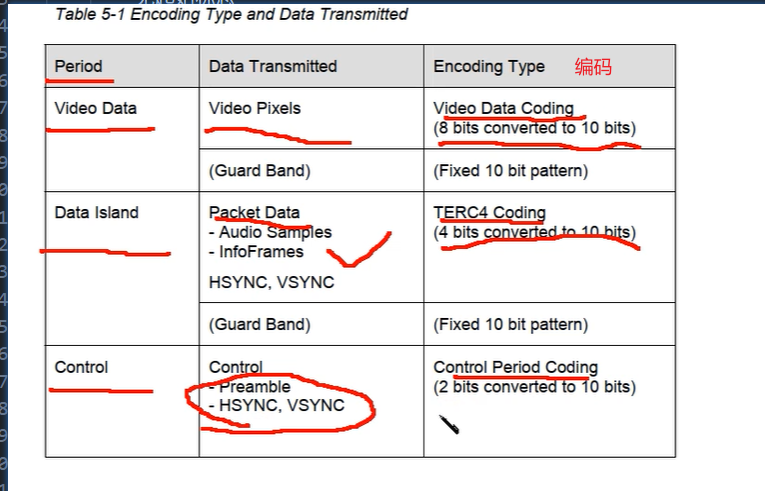 Table 5-1 Encoding Type and Data Transmitted
Period Data Transmitted Encoding Type 编码
Video Data Video Pixels Video Data Coding
(8 bits converted to 10 bits)
(Guard Band) (Fixed 10 bit pattern)
Data Island Packet Data TERC4 Coding
- Audio Samples (4 bits converted to 10 bits)
- InfoFrames
HSYNC, VSYNC
(Guard Band) (Fixed 10 bit pattern)
Control Control Control Period Coding
- Preamble (2 bits converted to 10 bits)
- HSYNC, VSYNC